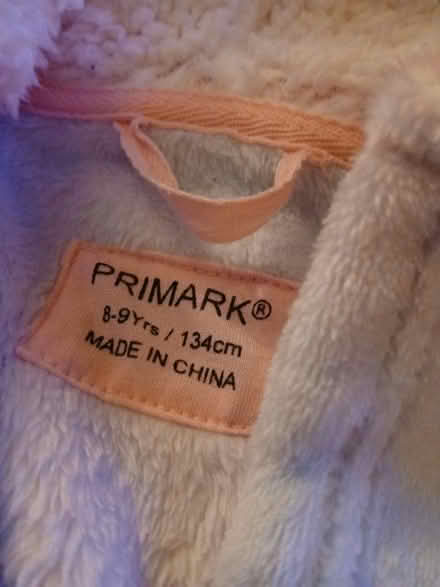 PRIMARK®
8-9Yrs / 134cm
MADE IN CHINA